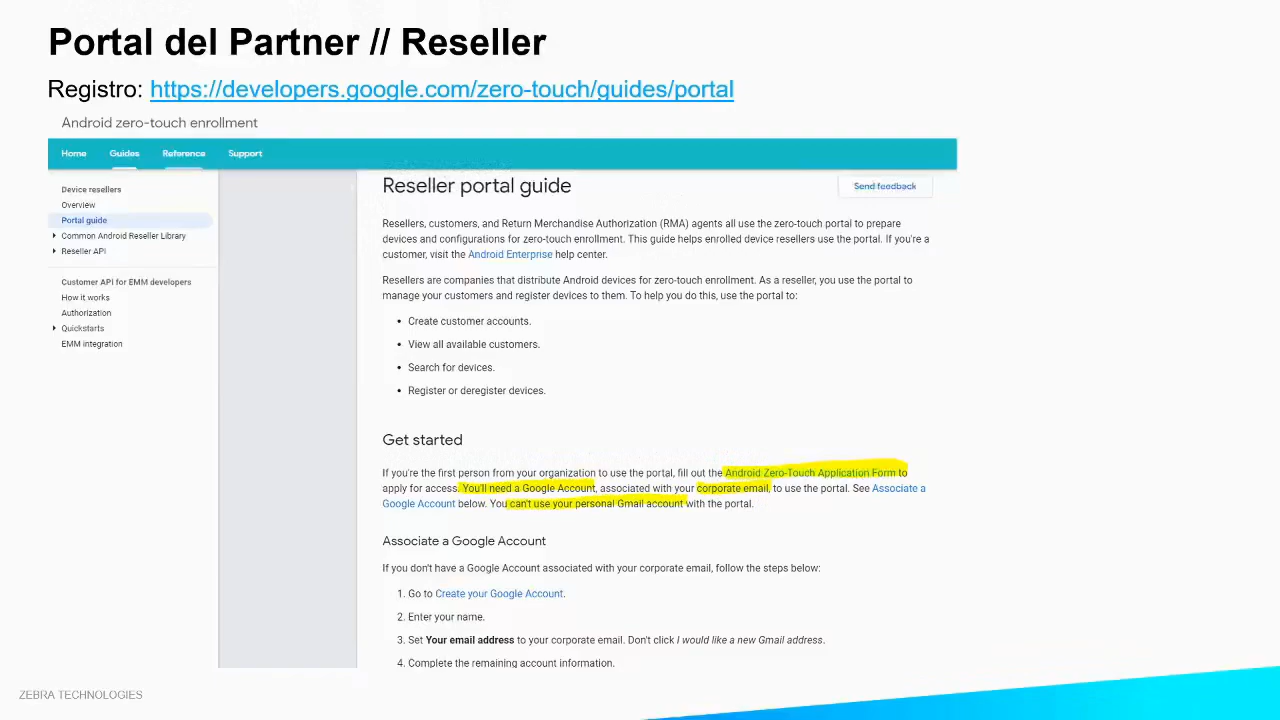 Portal del Partner // Reseller
Registro: https://developers.google.com/zero-touch/guides/portal
Android zero-touch enrollment
Home Guides Reference Support
Device resellers
Overview
Portal guide
Common Android Reseller Library
Reseller API
Customer API for EMM developers
How it works
Authorization
Quickstarts
EMM integration
Reseller portal guide
Send feedback
Resellers, customers, and Return Merchandise Authorization (RMA) agents all use the zero-touch portal to prepare
devices and configurations for zero-touch enrollment. This guide helps enrolled device resellers use the portal. If you're a
customer, visit the Android Enterprise help center.
Resellers are companies that distribute Android devices for zero-touch enrollment. As a reseller, you use the portal to
manage your customers and register devices to them. To help you do this, use the portal to:
• Create customer accounts.
• View all available customers.
• Search for devices.
• Register or deregister devices.
Get started
If you're the first person from your organization to use the portal, fill out the Android Zero-Touch Application Form to
apply for access. You'll need a Google Account, associated with your corporate email, to use the portal. See Associate a
Google Account below. You can't use your personal Gmail account with the portal.
Associate a Google Account
If you don't have a Google Account associated with your corporate email, follow the steps below:
1. Go to Create your Google Account.
2. Enter your name.
3. Set Your email address to your corporate email. Don't click I would like a new Gmail address.
4. Complete the remaining account information.
ZEBRA TECHNOLOGIES